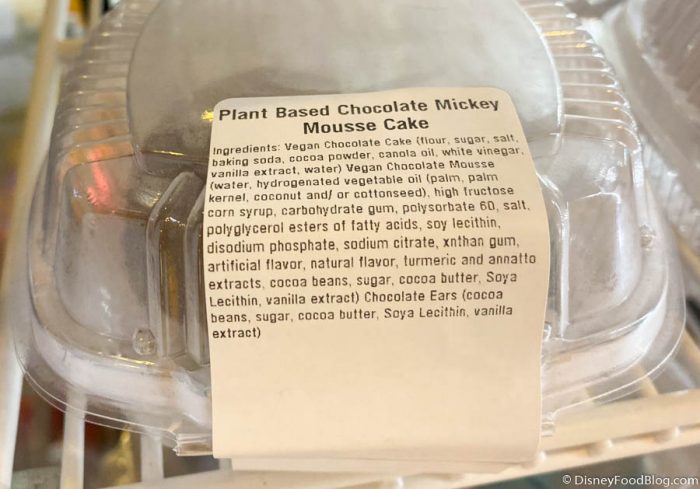 Plant Based Chocolate Mickey
Mousse Cake
Ingredients: Vegan Chocolate Cake (flour, sugar, salt,
baking soda, cocoa powder, canola oil, white vinegar,
vanilla extract, water) Vegan Chocolate Mousse
(water, hydrogenated vegetable oil (palm, palm
kernel, coconut and/ or cottonseed), high fructose
corn syrup, carbohydrate gum, polysorbate 60, salt,
polyglycerol esters of fatty acids, soy lecithin,
disodium phosphate, sodium citrate, xnthan gum,
artificial flavor, natural flavor, turmeric and annatto
extracts, cocoa beans, sugar, cocoa butter, Soya
Lecithin, vanilla extract) Chocolate Ears (cocoa
beans, sugar, cocoa butter, Soya Lecithin, vanilla
extract)
© DisneyFoodBlog.com